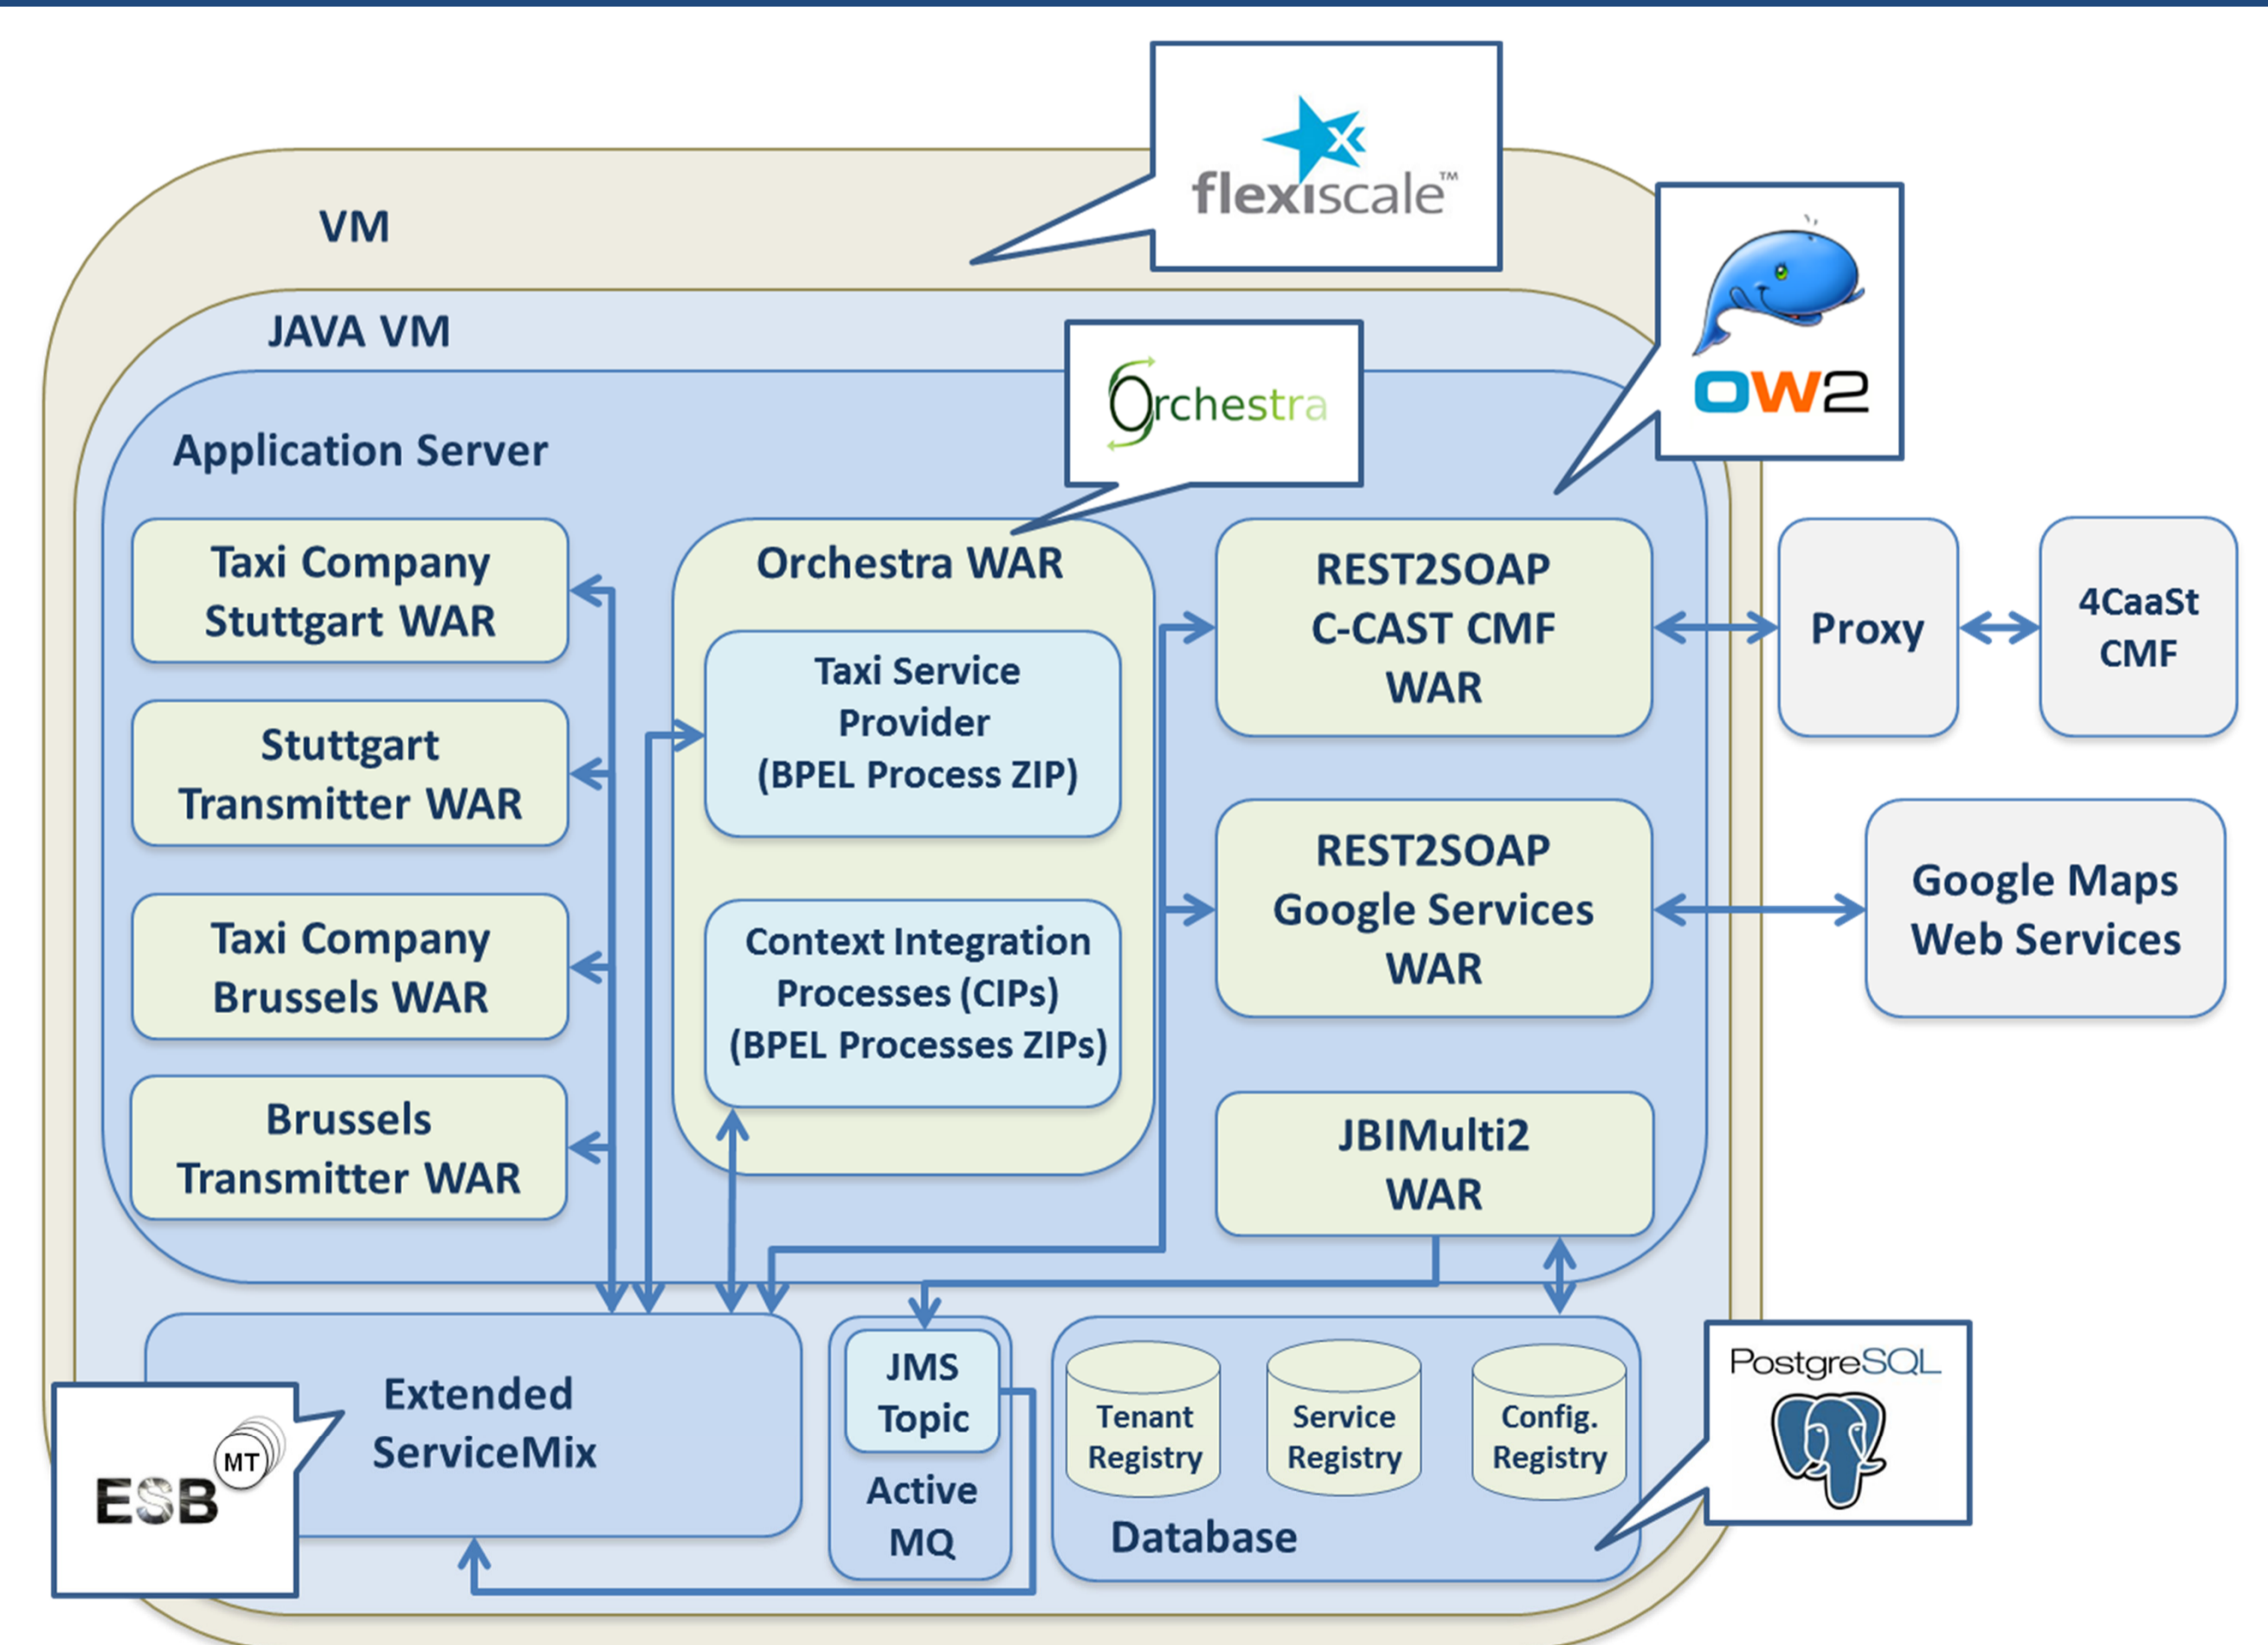 flexiscale™
VM
JAVA VM
OW2
Orchestra
Application Server
Taxi Company
Stuttgart WAR
Stuttgart
Transmitter WAR
Taxi Company
Brussels WAR
Brussels
Transmitter WAR
Orchestra WAR
Taxi Service
Provider
(BPEL Process ZIP)
Context Integration
Processes (CIPs)
(BPEL Processes ZIPs)
REST2SOAP
C-CAST CMF
WAR
REST2SOAP
Google Services
WAR
JBIMulti2
WAR
Proxy
4CaaSt
CMF
Google Maps
Web Services
Extended
ServiceMix
MT
ESB
JMS
Topic
Active
MQ
Tenant
Registry
Service
Registry
Config.
Registry
Database
PostgreSQL